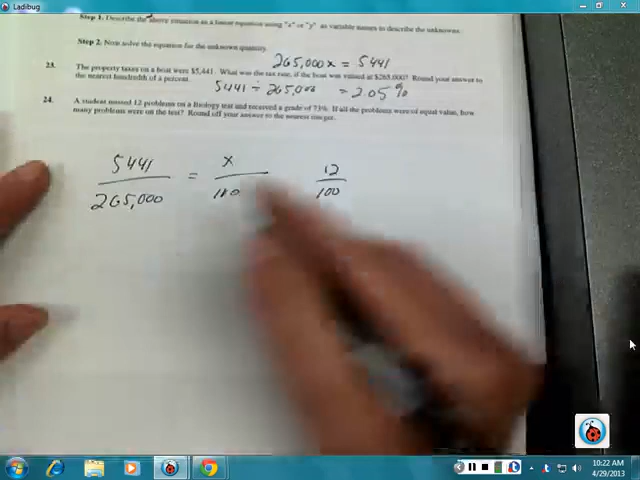 Ladibug
Step 1: Describe the above equation as a linear equation using "x" or "y" as variable names to describe the unknowns.
Step 2: Now solve the equation for the unknown quantity.
265,000x = 5441
23. The property taxes on a boat were $5,441. What was the tax rate, if the boat was valued at $265,000? Round your answer to
the nearest hundredth of a percent.
5441 ÷ 265,000 = 2.05%
24. A student missed 12 problems on a Biology test and received a grade of 73%. If all the problems were of equal value, how
many problems were on the test? Round off your answer to the nearest integer.
5441 x 12
= 
265,000 100 100
10:22 AM
4/29/2013